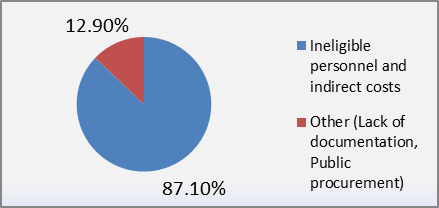 12.90%
87.10%
Ineligible
personnel and
indirect costs
Other (Lack of
documentation,
Public
procurement)